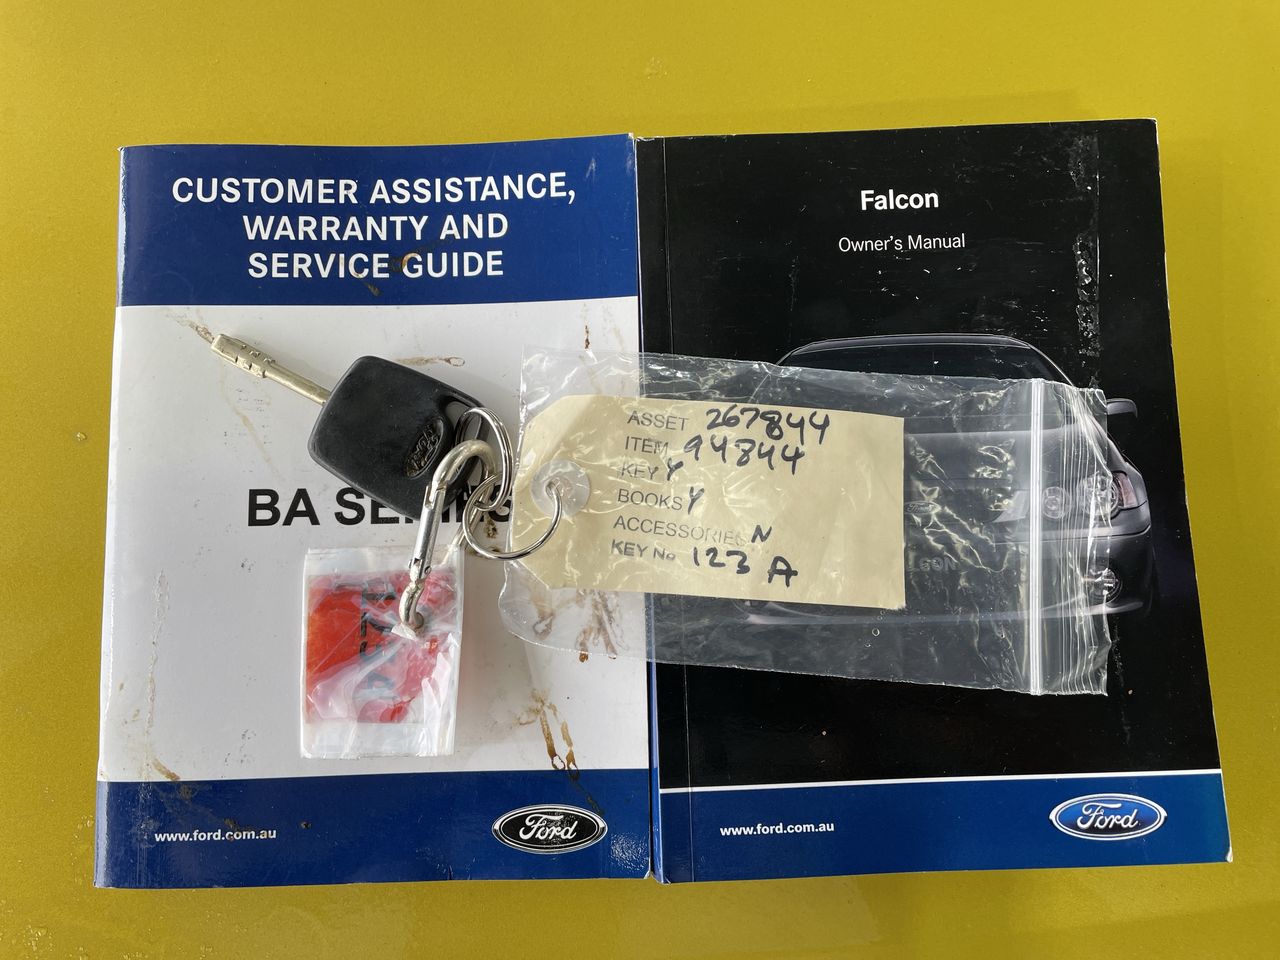 CUSTOMER ASSISTANCE,
WARRANTY AND
SERVICE GUIDE
BA
www.ford.com.au
Ford
Falcon
Owner's Manual
ASSET 267844
ITEM 94844
KEY Y
BOOKS Y
ACCESSORIES N
KEY No 123 A
www.ford.com.au
Ford